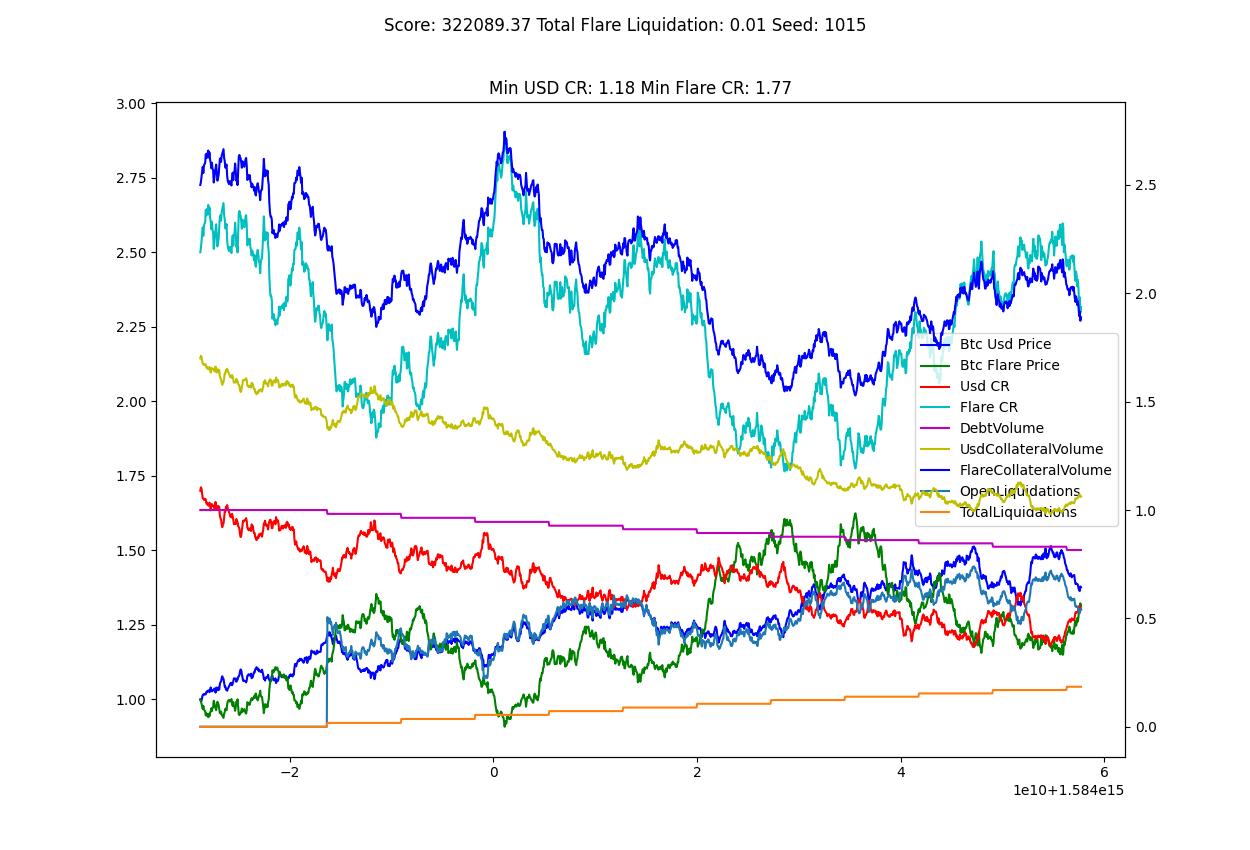 Score: 322089.37 Total Flare Liquidation: 0.01 Seed: 1015
Min USD CR: 1.18 Min Flare CR: 1.77
3.00
2.75
2.50
2.25
2.00
1.75
1.50
1.25
1.00
2.5
2.0
1.5
1.0
0.5
0.0
Btc Usd Price
Btc Flare Price
Usd CR
Flare CR
DebtVolume
UsdCollateralVolume
FlareCollateralVolume
OpenLiquidations
TotalLiquidations
−2 0 2 4 6
1e10+1.584e15